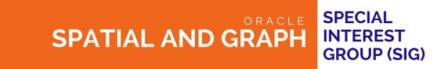 ORACLE
SPATIAL AND GRAPH
SPECIAL
INTEREST
GROUP (SIG)